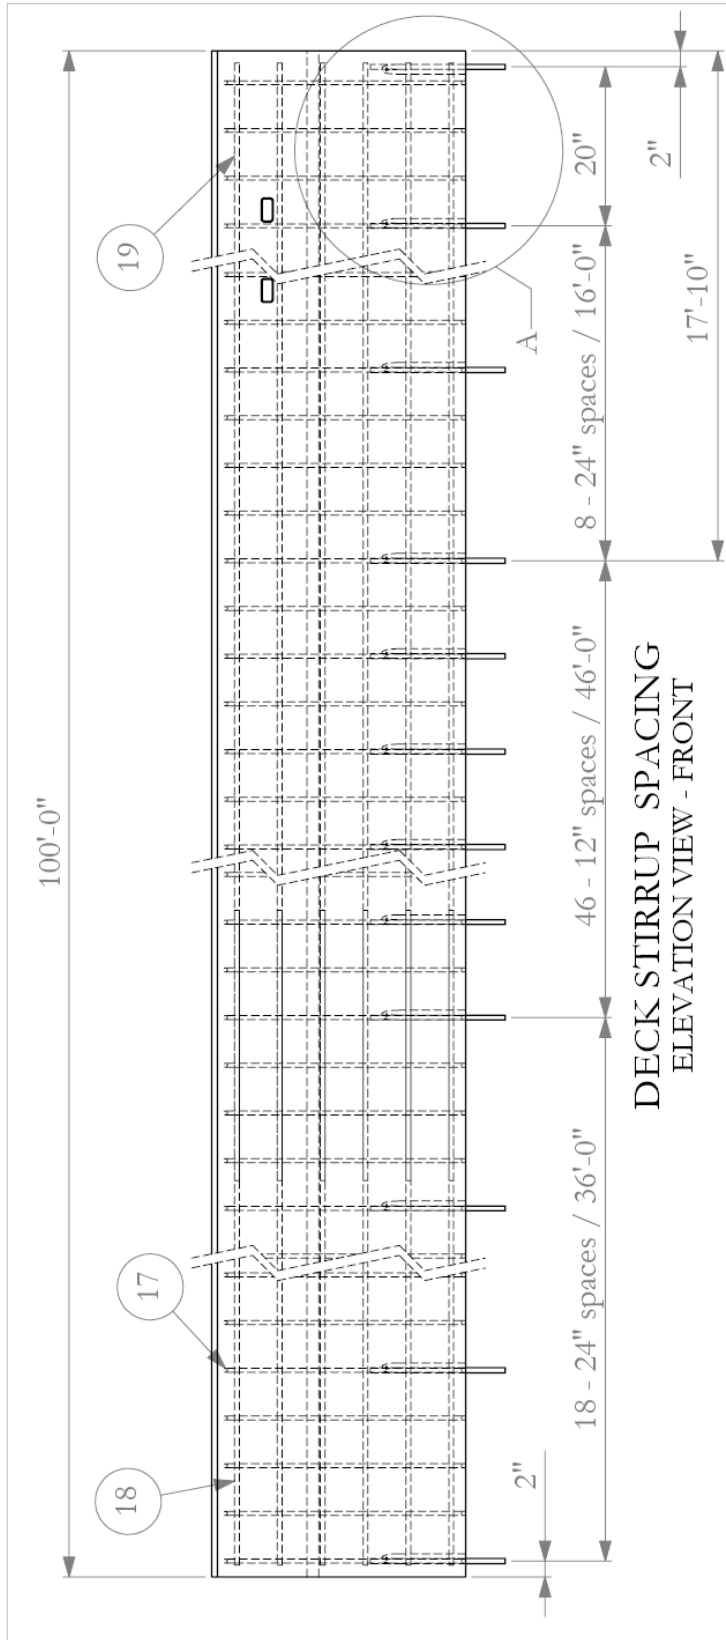 100'-0"
19
17
18
2"
18 - 24" spaces / 36'-0"
46 - 12" spaces / 46'-0"
8 - 24" spaces / 16'-0"
20"
2"
17'-10"
A
DECK STIRRUP SPACING
ELEVATION VIEW - FRONT